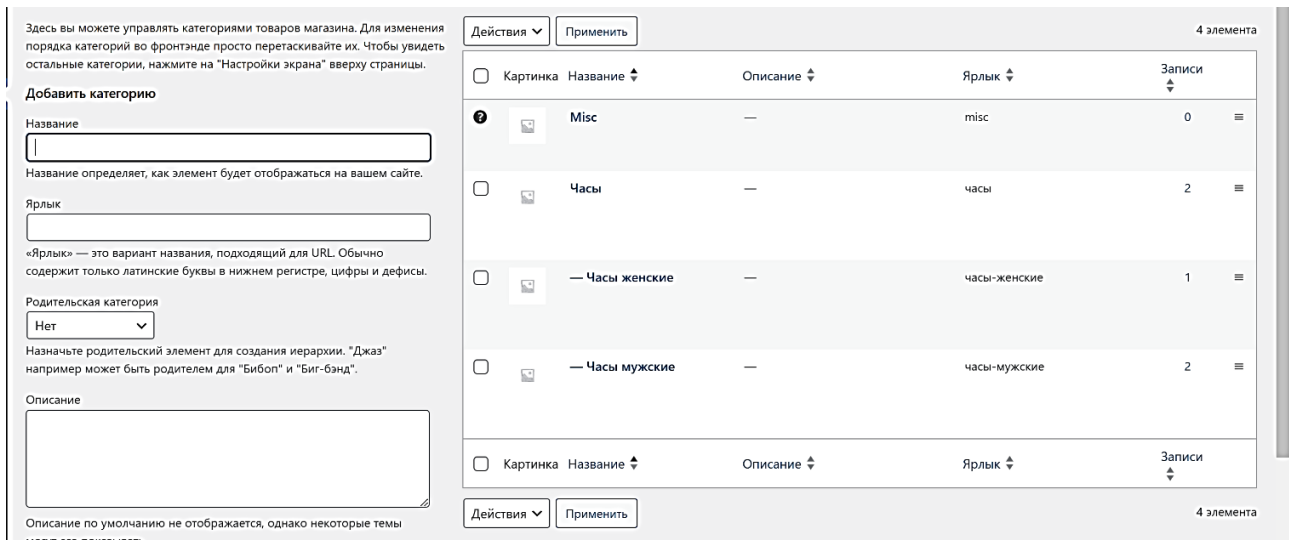 Здесь вы можете управлять категориями товаров магазина. Для изменения
порядка категорий во фронтэнде просто перетаскивайте их. Чтобы увидеть
остальные категории, нажмите на "Настройки экрана" вверху страницы.
Добавить категорию
Название
Название определяет, как элемент будет отображаться на вашем сайте.
Ярлык
«Ярлык» — это вариант названия, подходящий для URL. Обычно
содержит только латинские буквы в нижнем регистре, цифры и дефисы.
Родительская категория
Нет
Назначьте родительский элемент для создания иерархии. "Джаз"
например может быть родителем для "Бибоп" и "Биг-бэнд".
Описание
Описание по умолчанию не отображается, однако некоторые темы
Действия Применить 4 элемента
Картинка Название Описание Ярлык Записи
Misc — misc 0
Часы — часы 2
— Часы женские — часы-женские 1
— Часы мужские — часы-мужские 2
Картинка Название Описание Ярлык Записи
Действия Применить 4 элемента